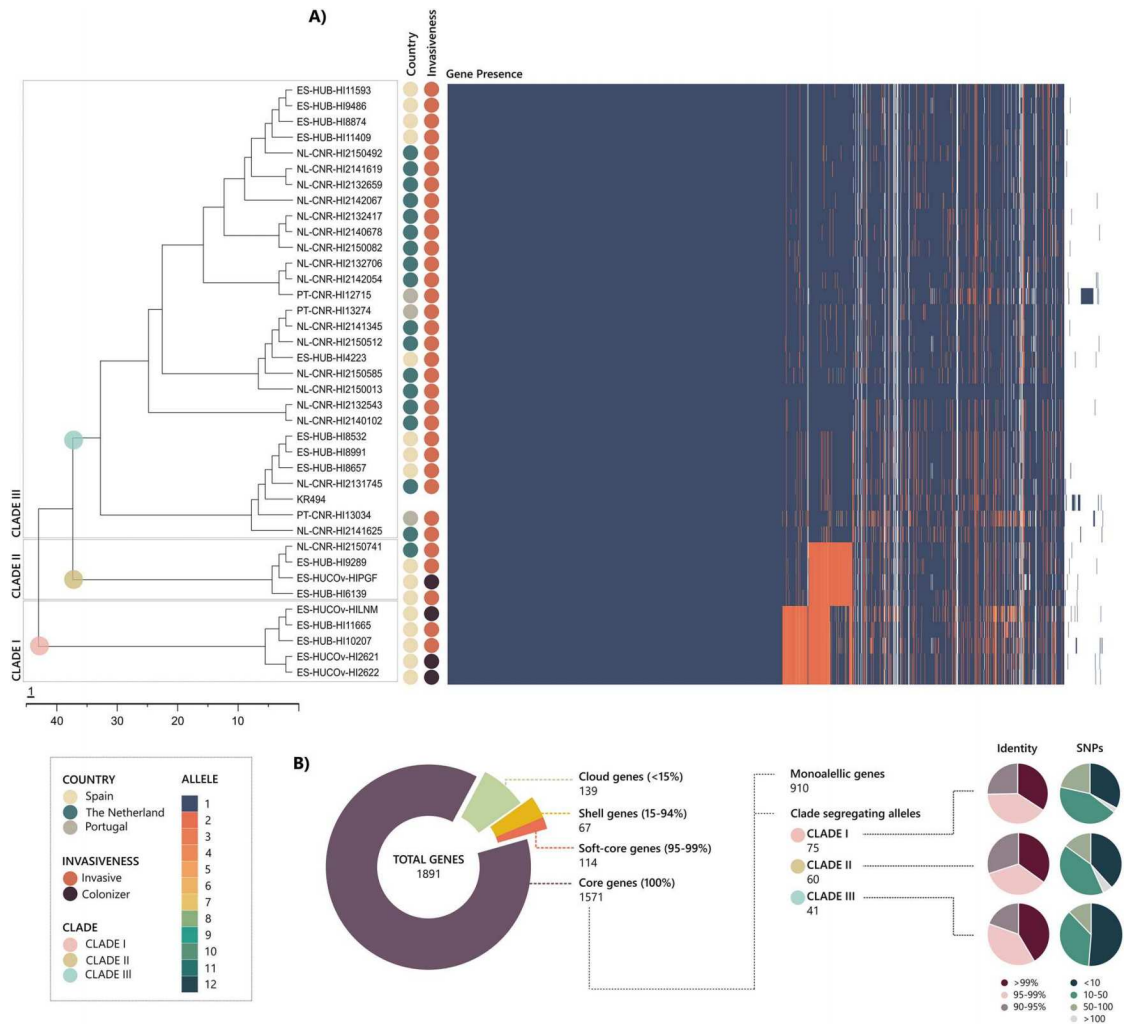 A)
Country
Invasiveness
Gene Presence
ES-HUB-HI11593
ES-HUB-HI9486
ES-HUB-HI8874
ES-HUB-HI11409
NL-CNR-HI2150492
NL-CNR-HI2141619
NL-CNR-HI2132659
NL-CNR-HI2142067
NL-CNR-HI2132417
NL-CNR-HI2140678
NL-CNR-HI2150082
NL-CNR-HI2132706
NL-CNR-HI2142054
PT-CNR-HI12715
PT-CNR-HI13274
NL-CNR-HI2141345
NL-CNR-HI2150512
ES-HUB-HI4223
NL-CNR-HI2150585
NL-CNR-HI2150013
NL-CNR-HI2132543
NL-CNR-HI2140102
ES-HUB-HI8532
ES-HUB-HI8991
ES-HUB-HI8657
NL-CNR-HI2131745
KR494
PT-CNR-HI13034
NL-CNR-HI2141625
NL-CNR-HI2150741
ES-HUB-HI9289
ES-HUCOv-HIPGF
ES-HUB-HI6139
ES-HUCOv-HILNM
ES-HUB-HI11665
ES-HUB-HI10207
ES-HUCOv-HI2621
ES-HUCOv-HI2622
CLADE III
CLADE II
CLADE I
1
40 30 20 10
COUNTRY
Spain
The Netherland
Portugal
INVASIVENESS
Invasive
Colonizer
CLADE
CLADE I
CLADE II
CLADE III
ALLELE
1
2
3
4
5
6
7
8
9
10
11
12
B)
TOTAL GENES
1891
Cloud genes (<15%)
139
Shell genes (15-94%)
67
Soft-core genes (95-99%)
114
Core genes (100%)
1571
Monoalellic genes
910
Clade segregating alleles
CLADE I
75
CLADE II
60
CLADE III
41
Identity SNPs
>99%
95-99%
90-95%
<10
10-50
50-100
>100